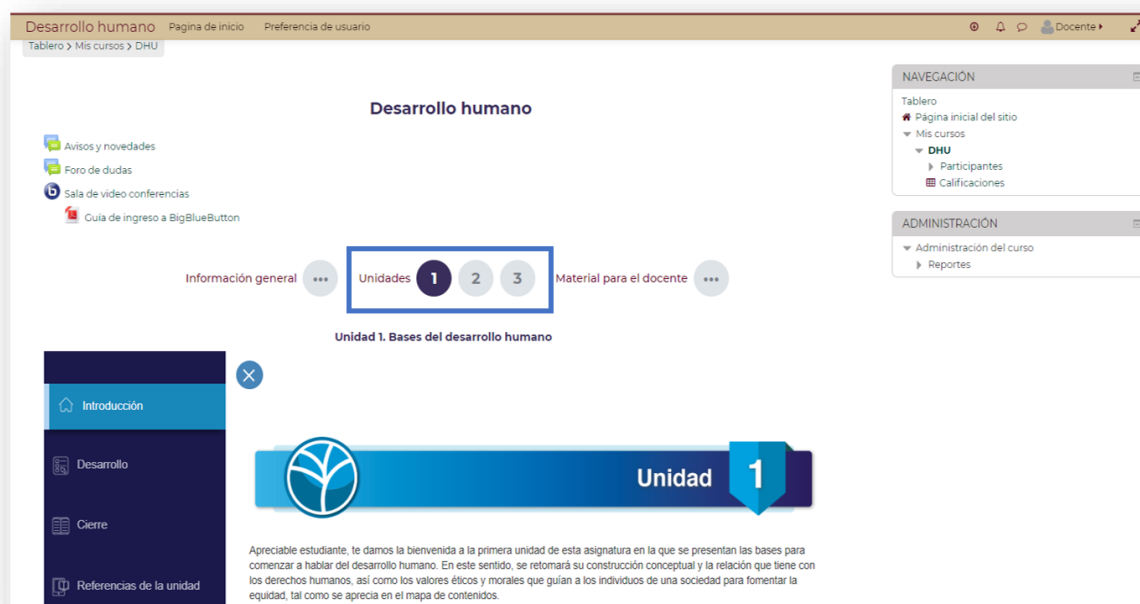 Desarrollo humano Pagina de inicio Preferencia de usuario Docente
Tablero > Mis cursos > DHU
Desarrollo humano
Avisos y novedades
Foro de dudas
b Sala de video conferencias
Guía de ingreso a BigBlueButton
Información general ... Unidades 1 2 3 Material para el docente ...
Unidad 1. Bases del desarrollo humano
Introducción
Desarrollo
Cierre
Referencias de la unidad
Unidad 1
Apreciable estudiante, te damos la bienvenida a la primera unidad de esta asignatura en la que se presentan las bases para
comenzar a hablar del desarrollo humano. En este sentido, se retomará su construcción conceptual y la relación que tiene con
los derechos humanos, así como los valores éticos y morales que guían a los individuos de una sociedad para fomentar la
equidad, tal como se aprecia en el mapa de contenidos.
NAVEGACIÓN
Tablero
Página inicial del sitio
Mis cursos
DHU
Participantes
Calificaciones
ADMINISTRACIÓN
Administración del curso
Reportes